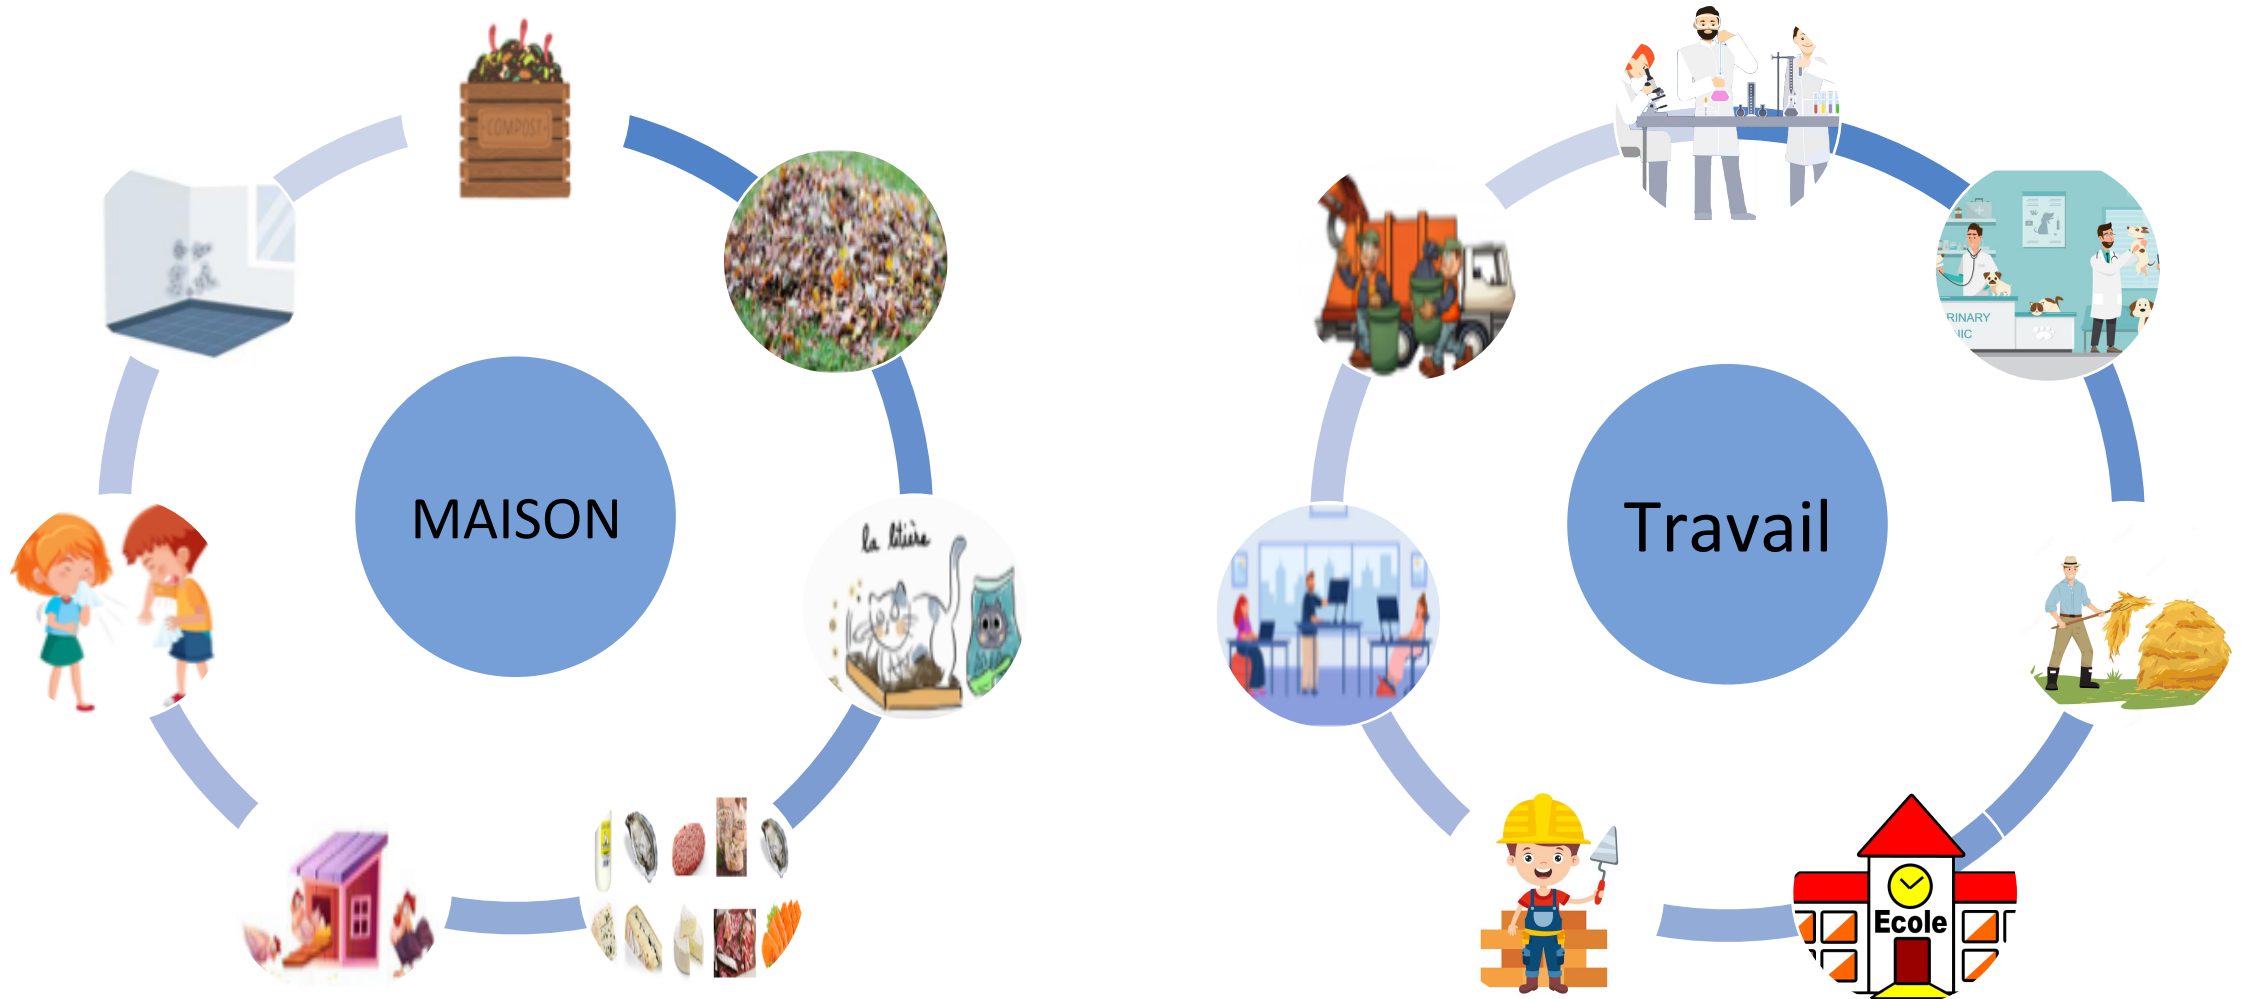 COMPOST
la litière
MAISON
Travail
RINARY
IC
Ecole